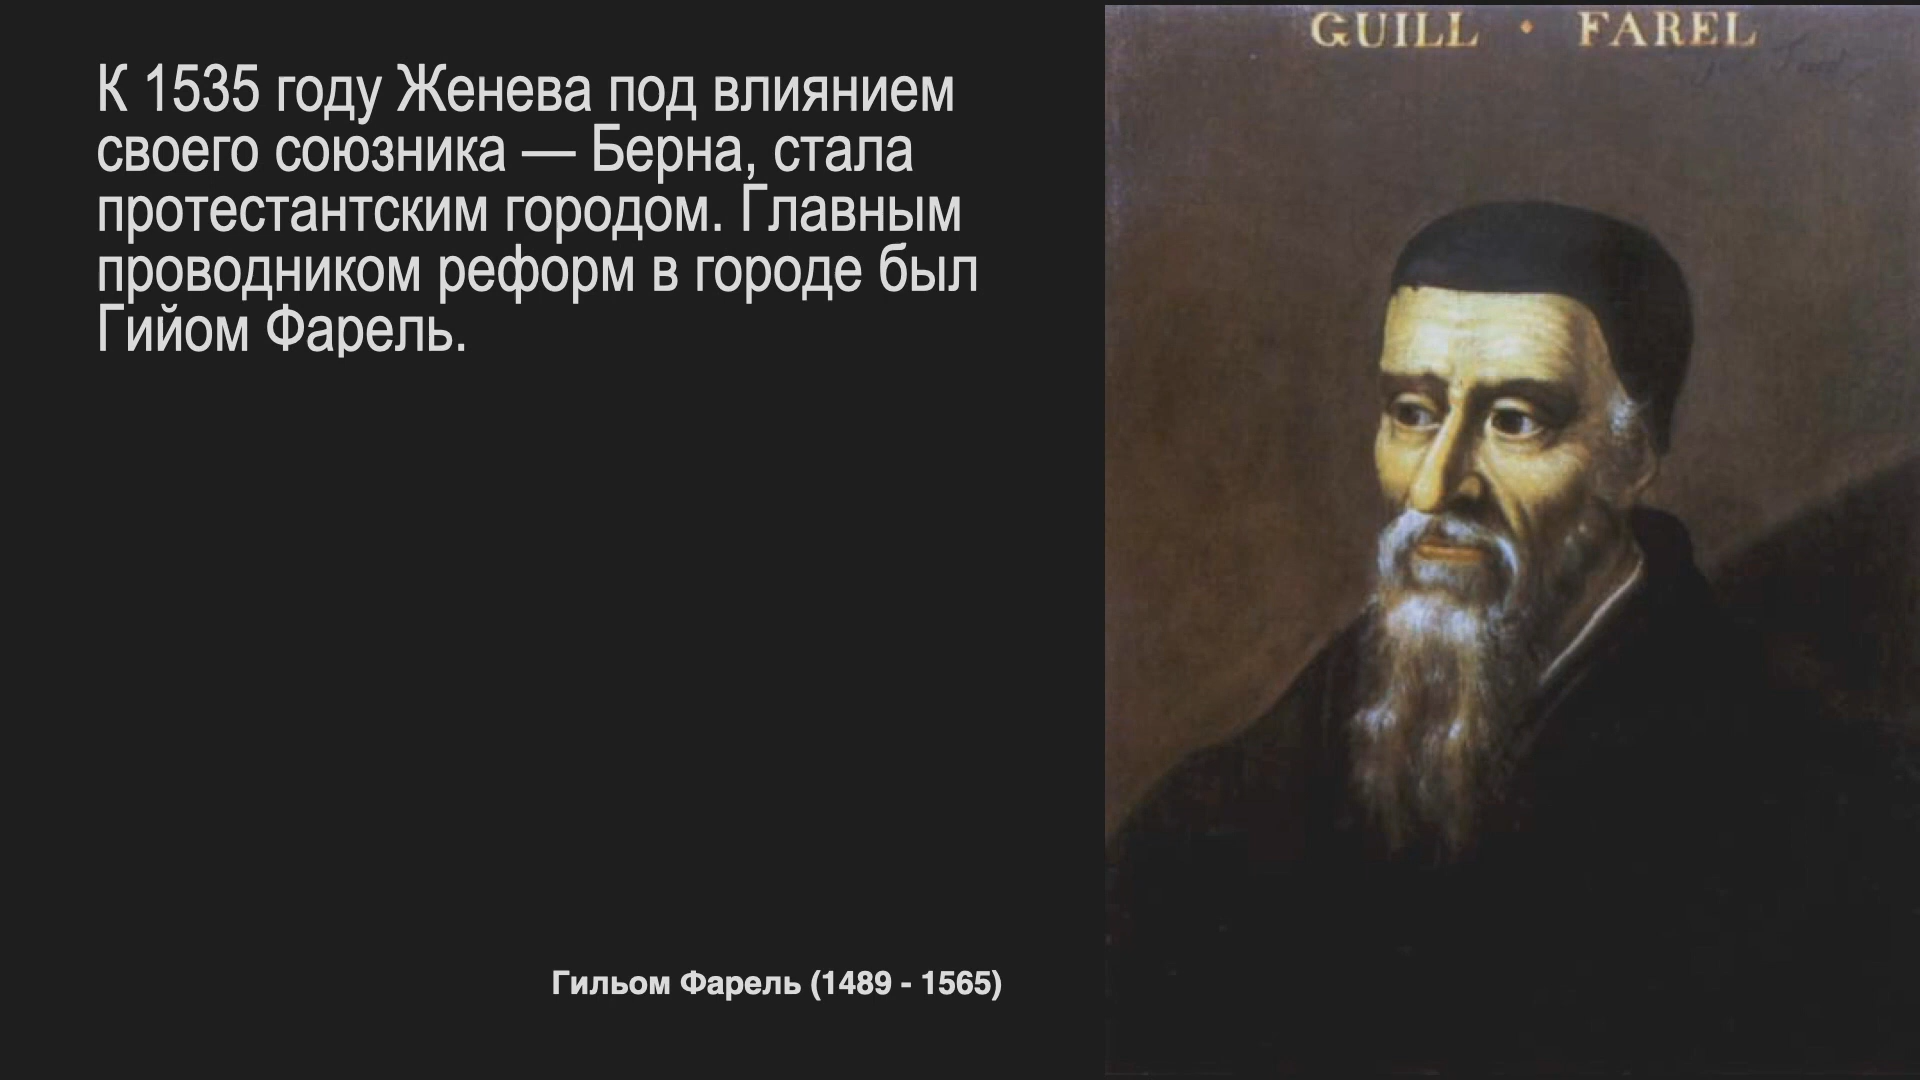 К 1535 году Женева под влиянием
своего союзника — Берна, стала
протестантским городом. Главным
проводником реформ в городе был
Гийом Фарель.
GUILL · FAREL
Гильом Фарель (1489 - 1565)